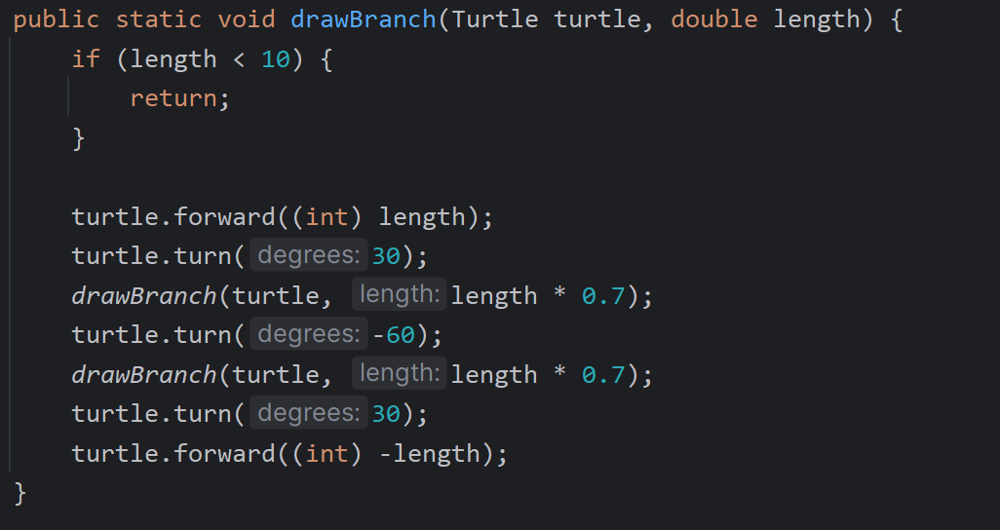 public static void drawBranch(Turtle turtle, double length) {
    if (length < 10) {
        return;
    }

    turtle.forward((int) length);
    turtle.turn( degrees: 30);
    drawBranch(turtle, length: length * 0.7);
    turtle.turn( degrees: -60);
    drawBranch(turtle, length: length * 0.7);
    turtle.turn( degrees: 30);
    turtle.forward((int) -length);
}